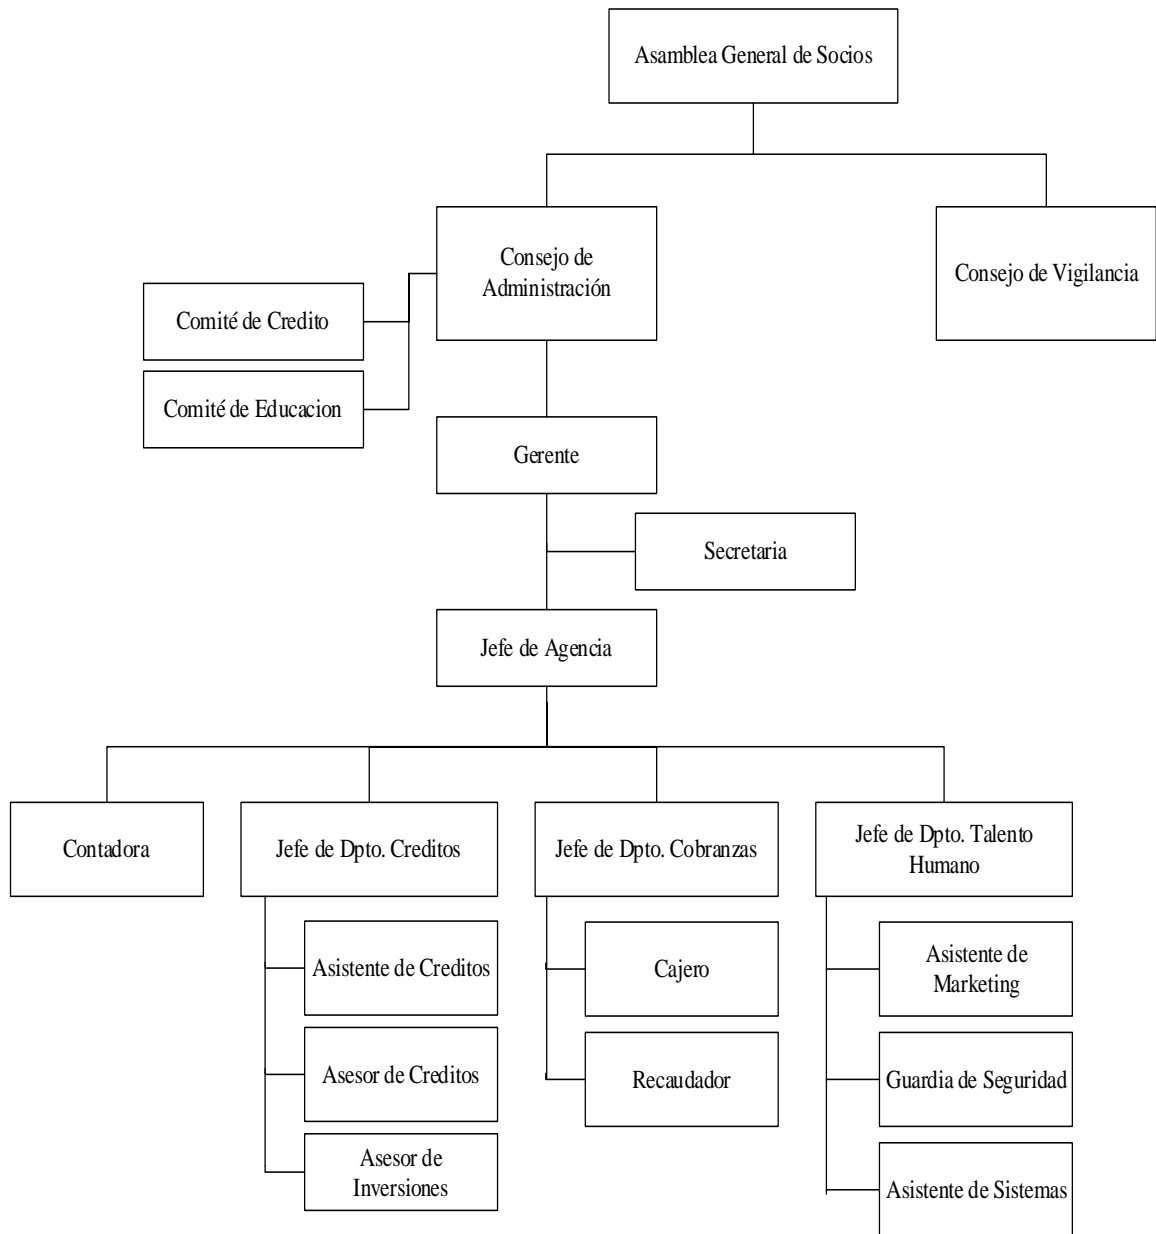 Asamblea General de Socios
Consejo de
Administración
Consejo de Vigilancia
Comité de Credito
Comité de Educacion
Gerente
Secretaria
Jefe de Agencia
Contadora
Jefe de Dpto. Creditos
Jefe de Dpto. Cobranzas
Jefe de Dpto. Talento
Humano
Asistente de Creditos
Cajero
Asistente de
Marketing
Asesor de Creditos
Recaudador
Guardia de Seguridad
Asesor de
Inversiones
Asistente de Sistemas